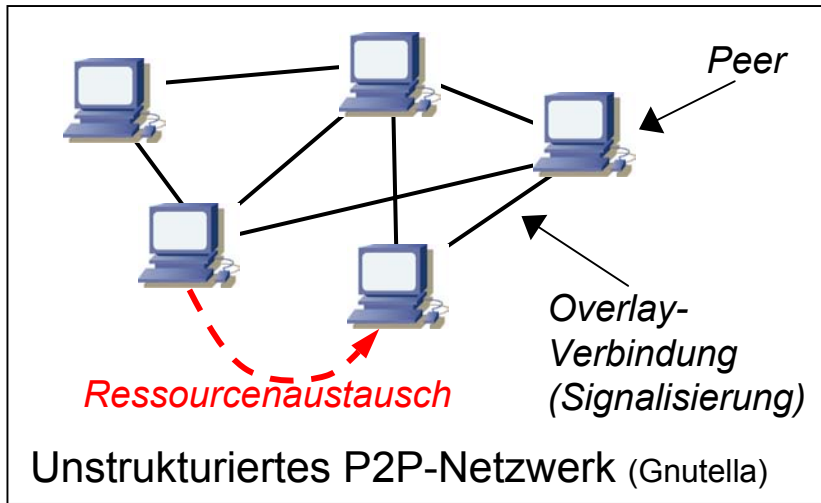 Peer
Overlay-
Verbindung
(Signalisierung)
Ressourcenaustausch
Unstrukturiertes P2P-Netzwerk (Gnutella)